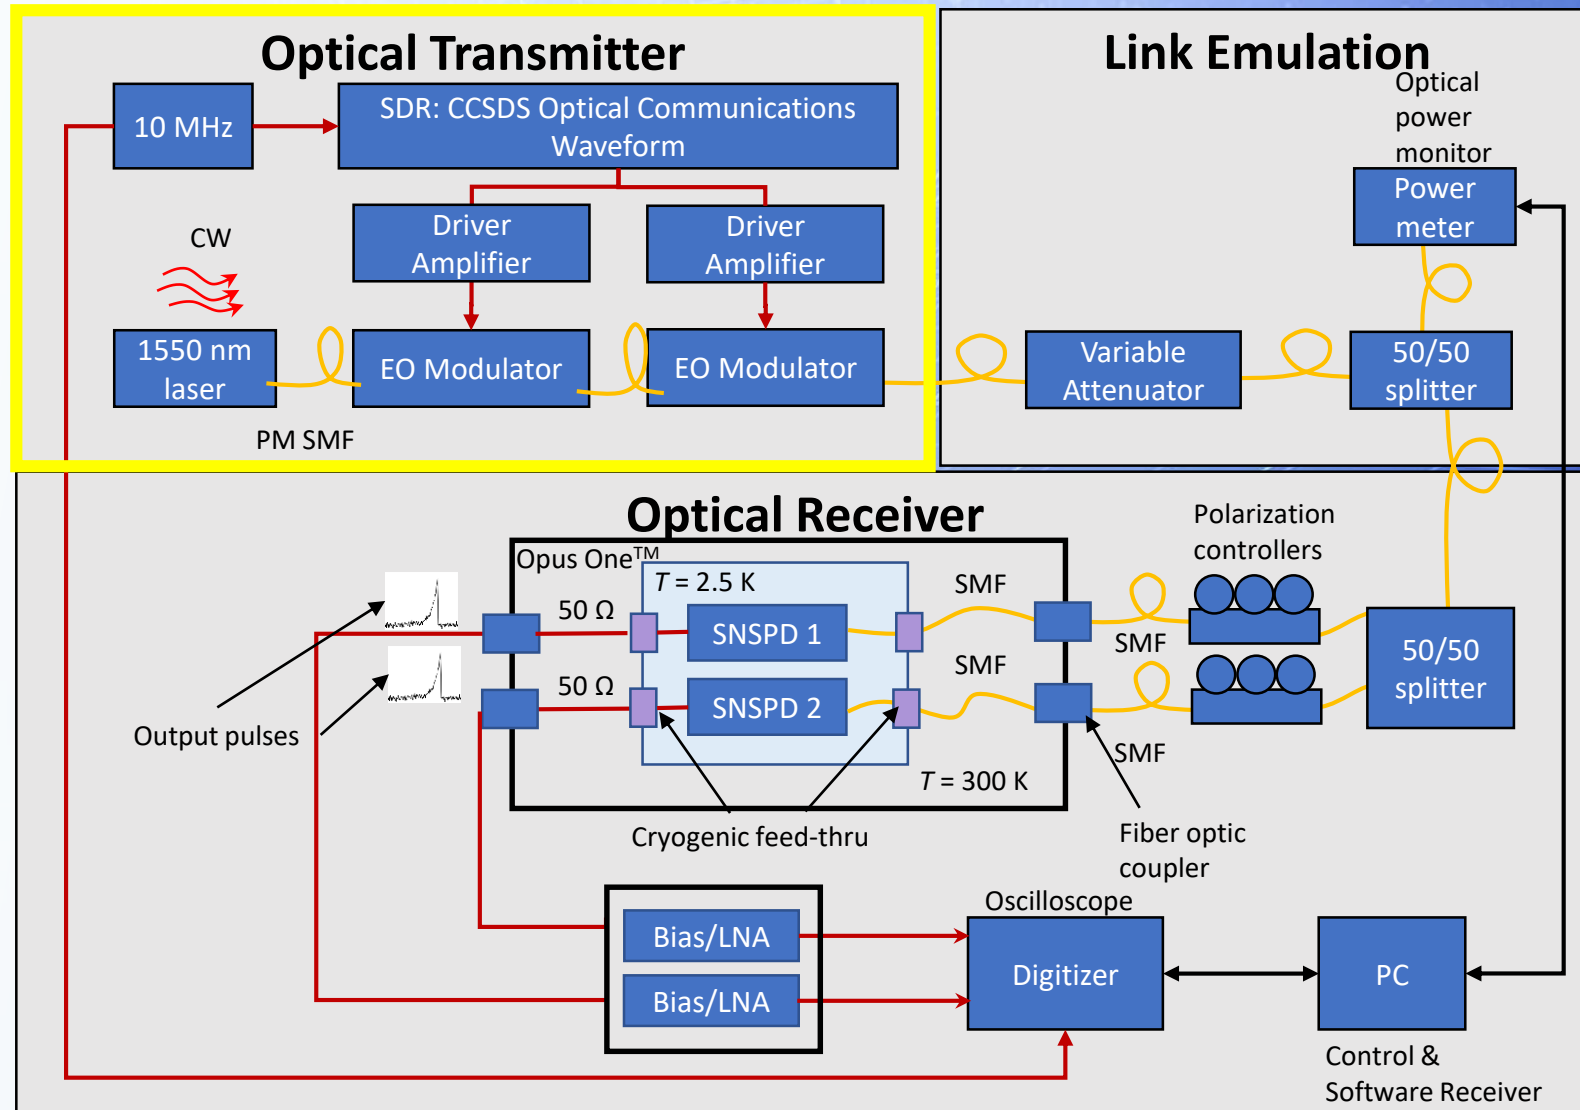 Optical Transmitter
10 MHz
SDR: CCSDS Optical Communications
Waveform
Driver
Amplifier
Driver
Amplifier
CW
1550 nm
laser
EO Modulator
EO Modulator
PM SMF
Link Emulation
Optical
power
monitor
Power
meter
Variable
Attenuator
50/50
splitter
Optical Receiver
Opus One™
T = 2.5 K
50 Ω
SNSPD 1
SMF
50 Ω
SNSPD 2
SMF
T = 300 K
Polarization
controllers
SMF
SMF
50/50
splitter
Output pulses
Cryogenic feed-thru
Fiber optic
coupler
Bias/LNA
Bias/LNA
Oscilloscope
Digitizer
PC
Control &
Software Receiver